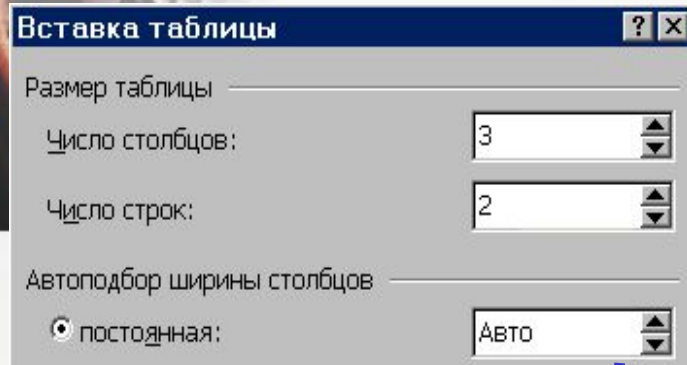 Вставка таблицы
Размер таблицы
Число столбцов: 3
Число строк: 2
Автоподбор ширины столбцов
постоянная: Авто